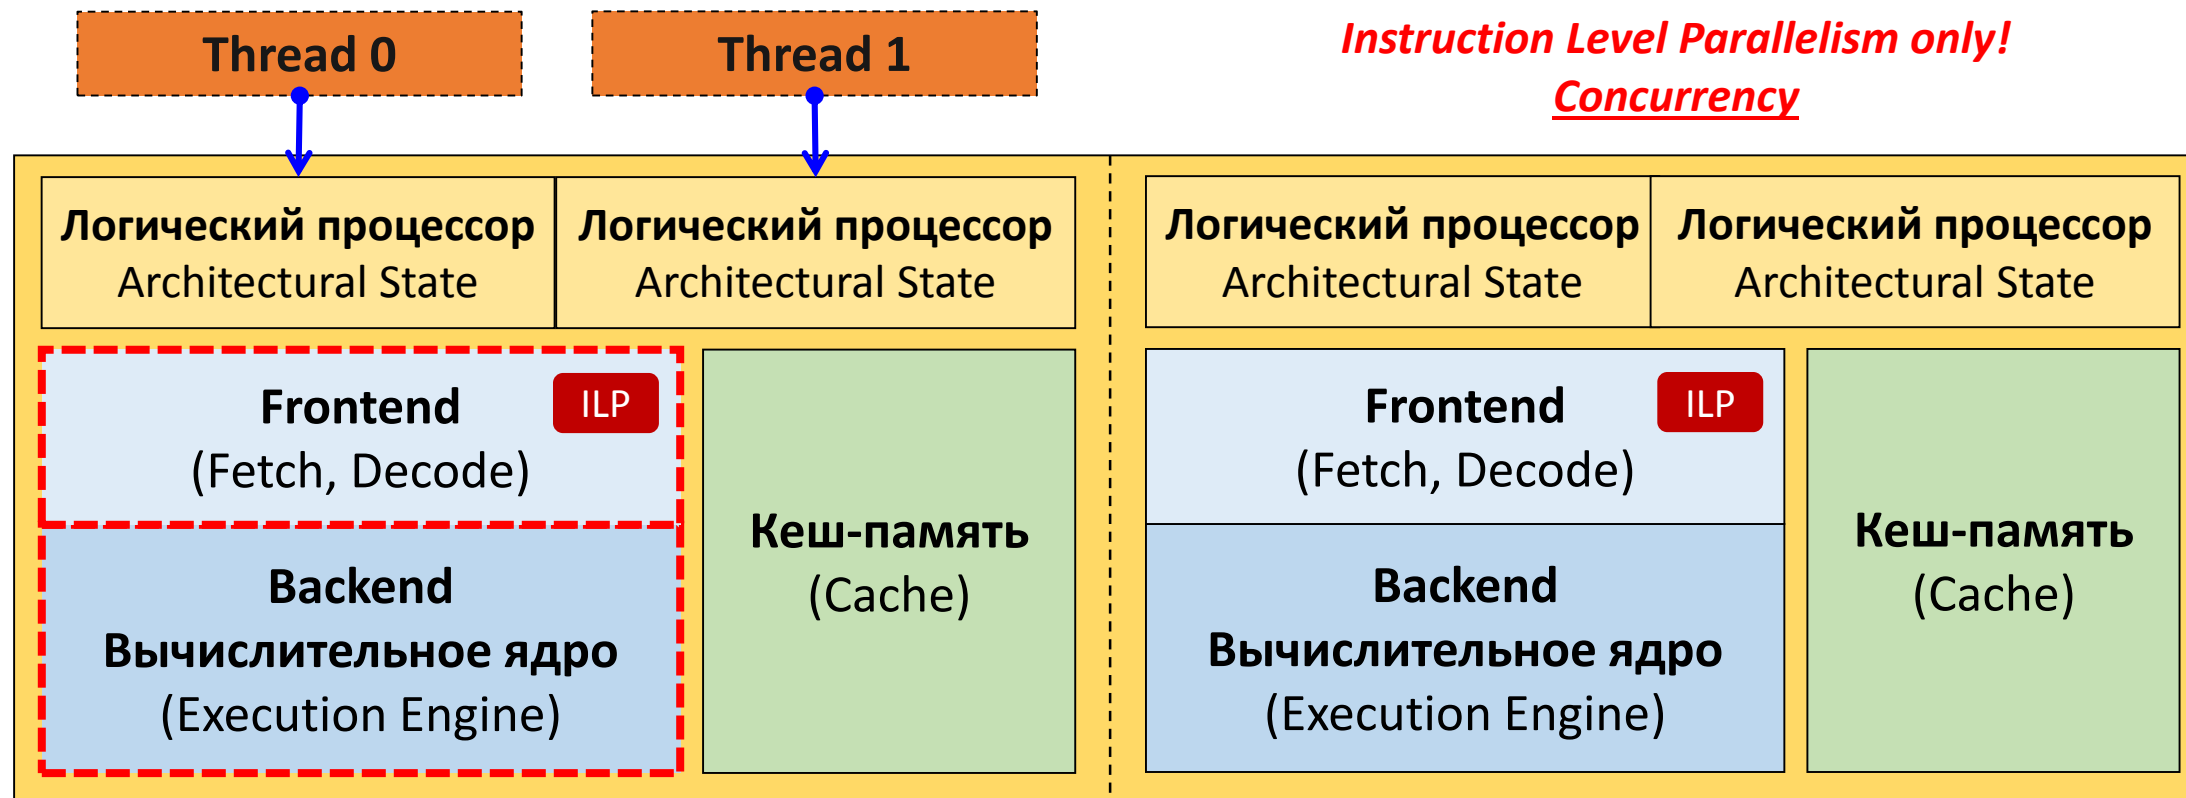 Thread 0
Thread 1
Instruction Level Parallelism only!
Concurrency
Логический процессор
Architectural State
Логический процессор
Architectural State
Логический процессор
Architectural State
Логический процессор
Architectural State
Frontend
(Fetch, Decode)
ILP
Backend
Вычислительное ядро
(Execution Engine)
Кеш-память
(Cache)
Frontend
(Fetch, Decode)
ILP
Backend
Вычислительное ядро
(Execution Engine)
Кеш-память
(Cache)